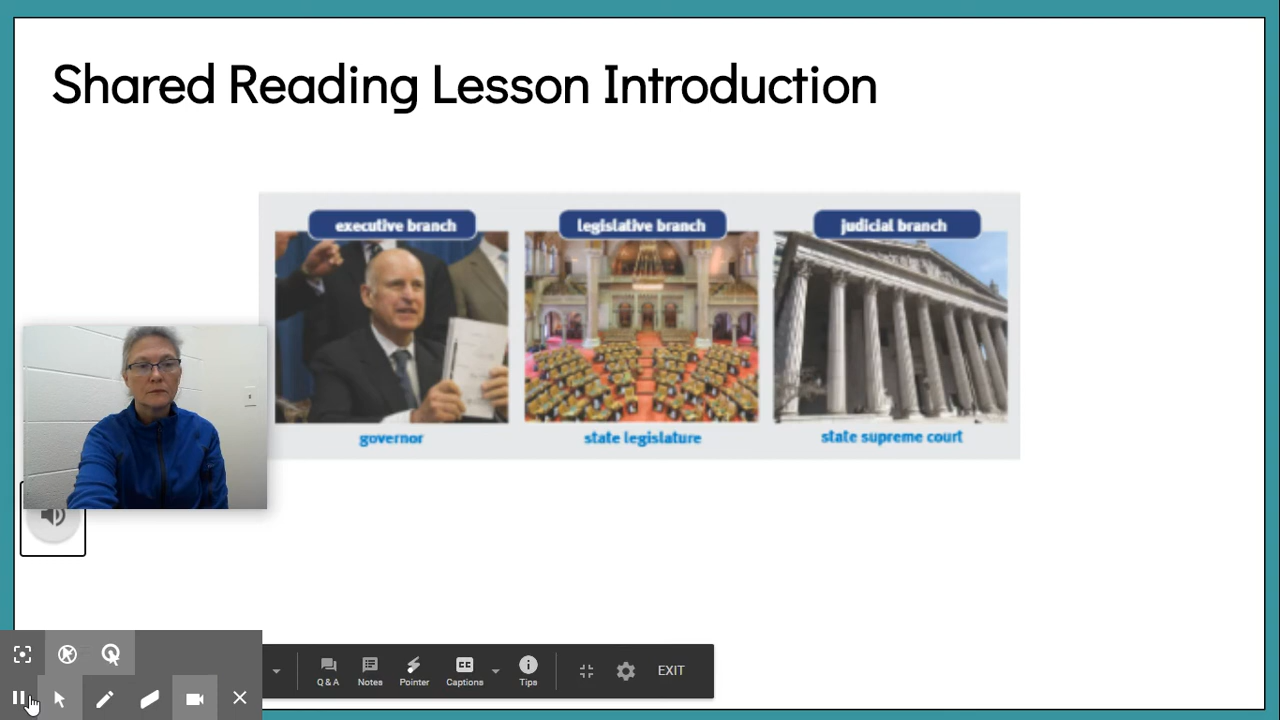 Shared Reading Lesson Introduction
executive branch legislative branch judicial branch
governor state legislature state supreme court
Q & A Notes Pointer CC Captions Tips EXIT